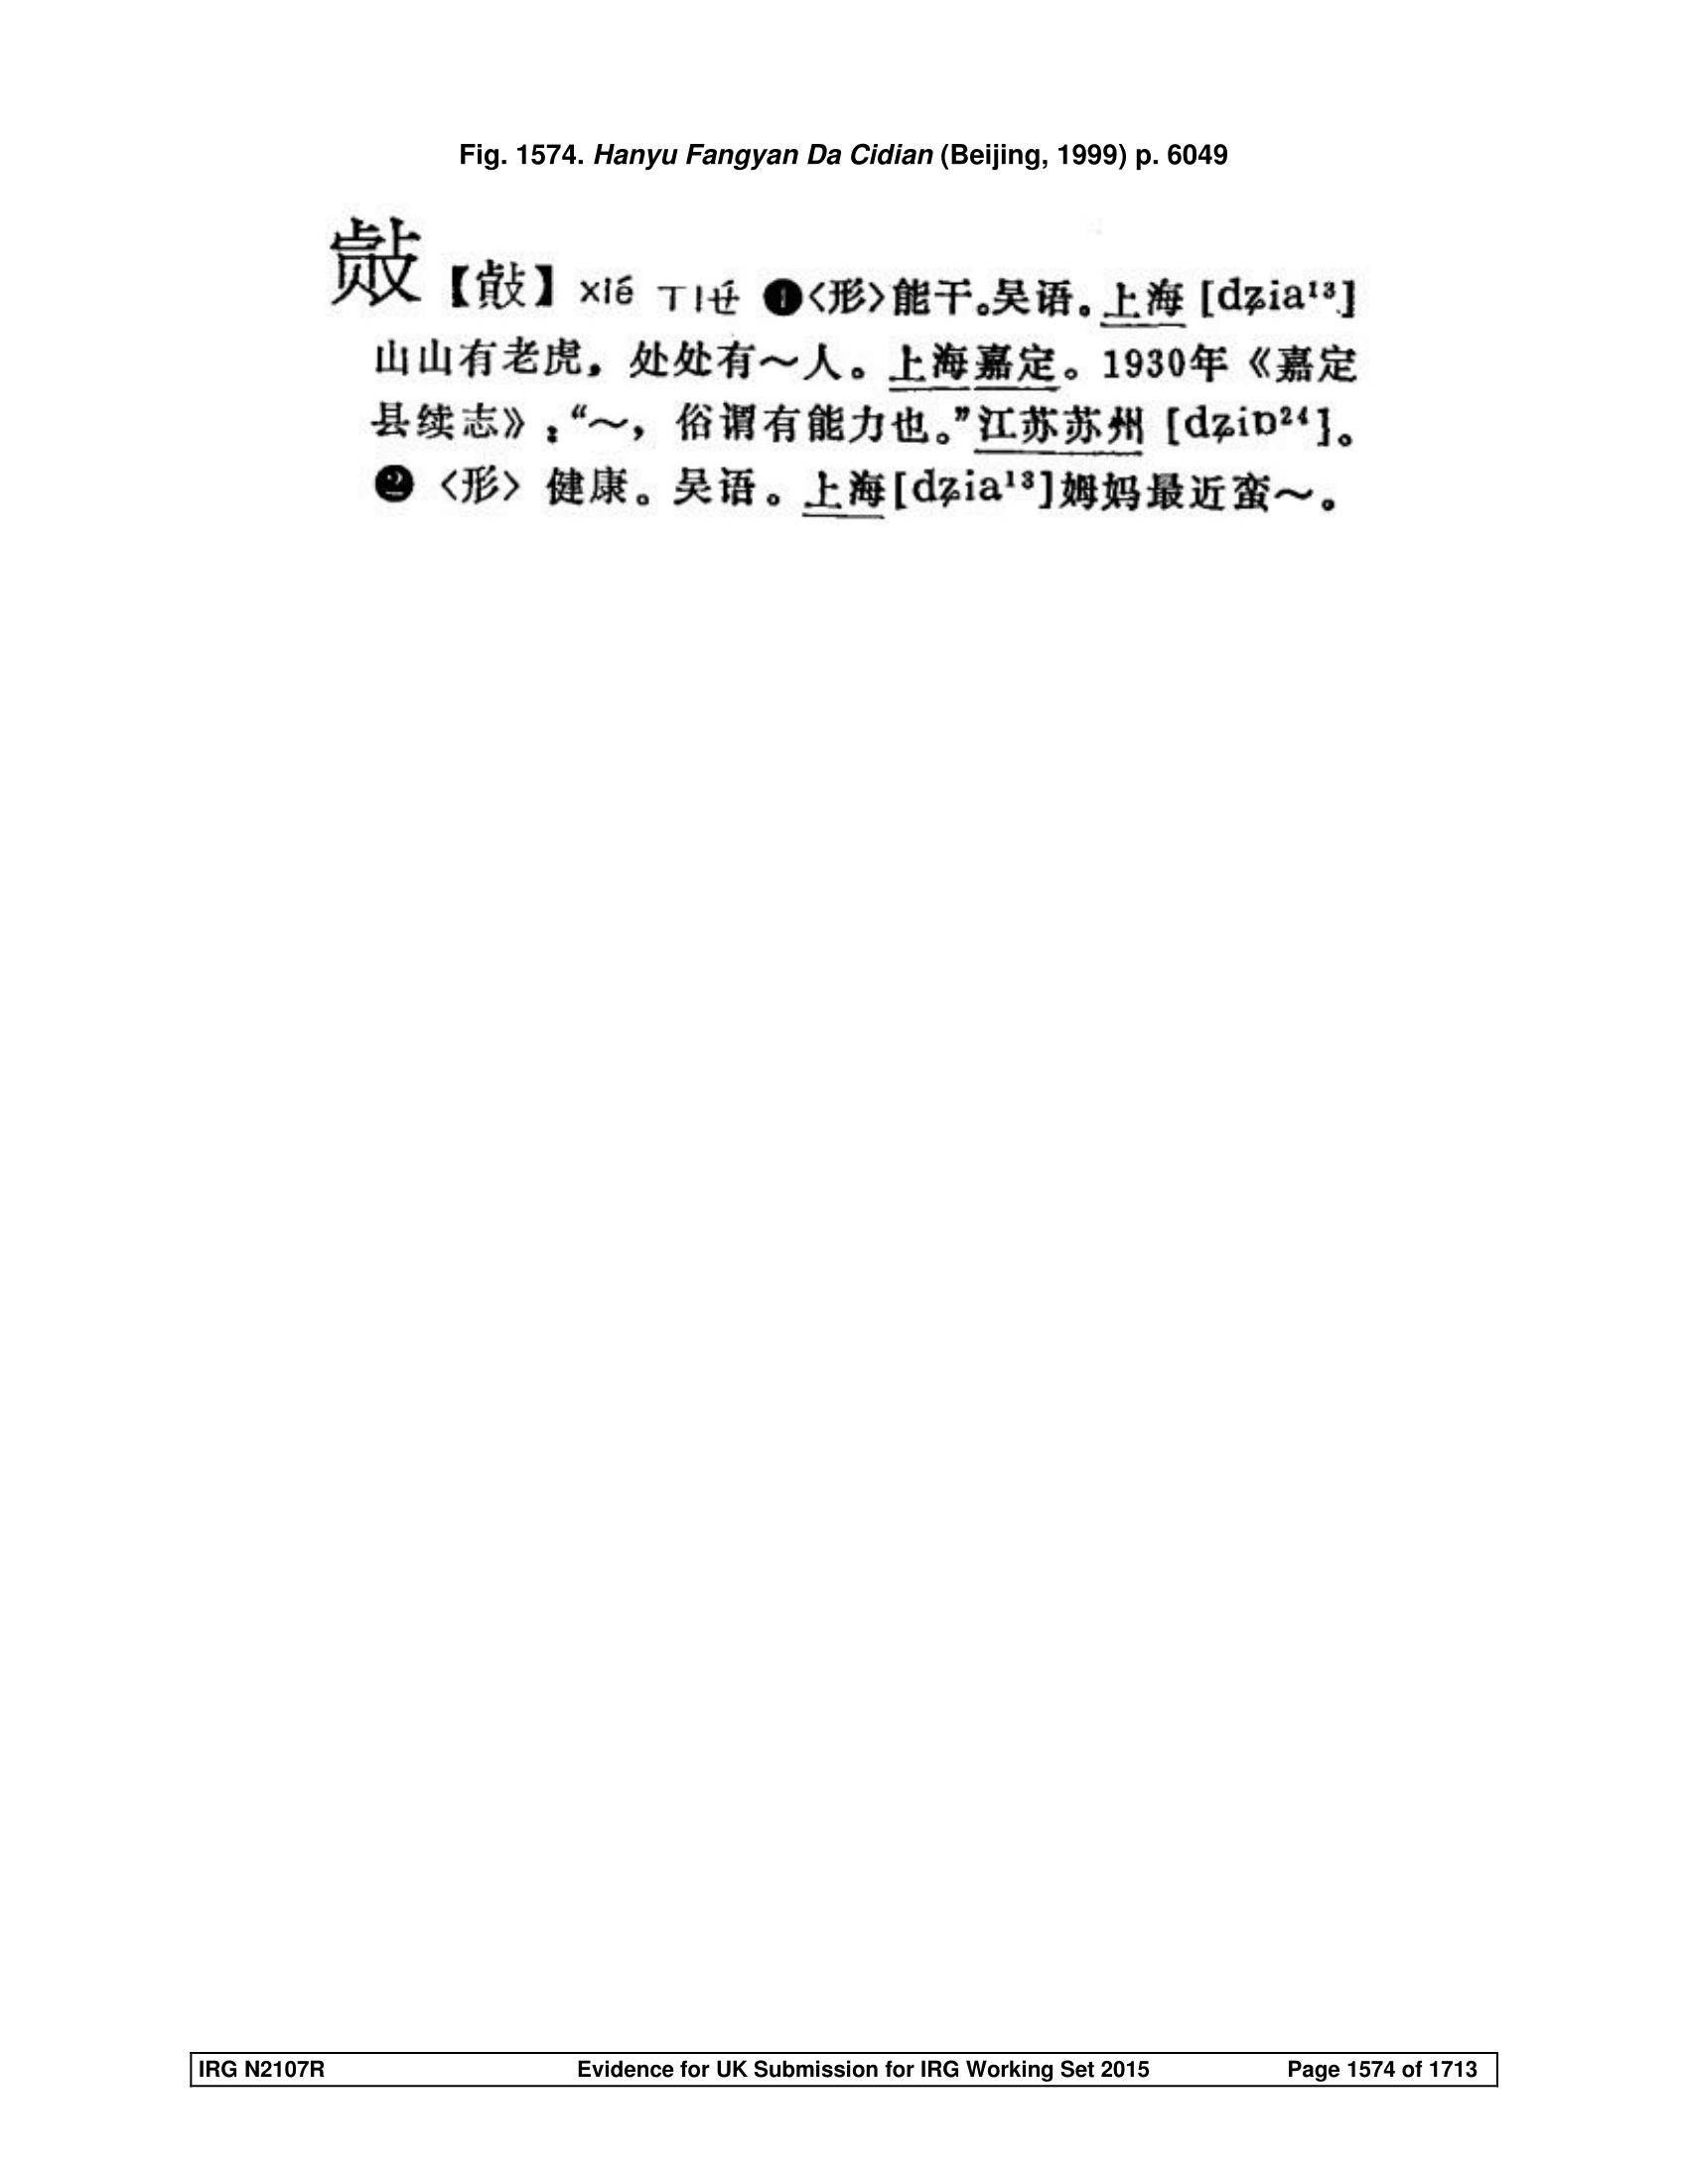 Fig. 1574. Hanyu Fangyan Da Cidian (Beijing, 1999) p. 6049
【】 xié ㄒㄧㄝˊ ❶〈形〉能干。吴语。上海 [dʑia¹³]
山山有老虎，处处有～人。上海嘉定。1930年《嘉定
县续志》：“～，俗谓有能力也。”江苏苏州 [dʑiɒ²⁴]。
❷〈形〉健康。吴语。上海[dʑia¹³]姆妈最近蛮～。
IRG N2107R Evidence for UK Submission for IRG Working Set 2015 Page 1574 of 1713